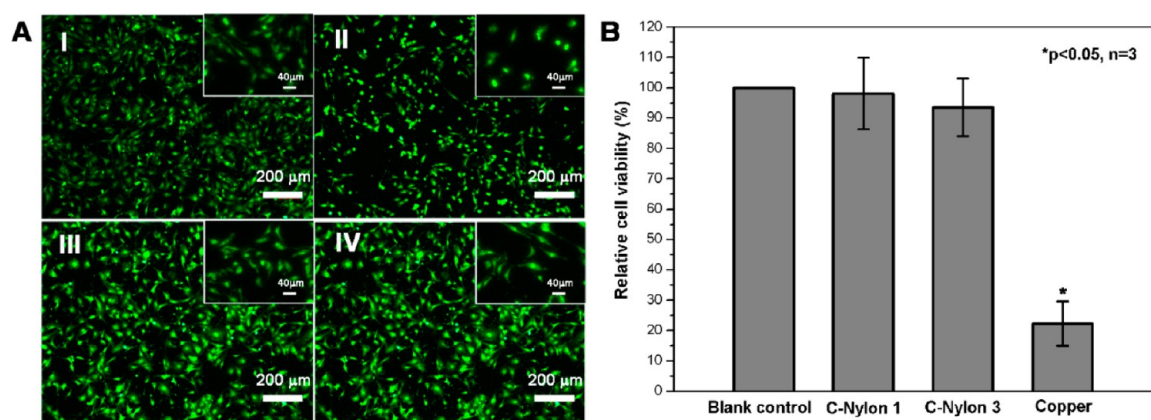 A
I
40μm
200 μm
II
40μm
200 μm
III
40μm
200 μm
IV
40μm
200 μm
B
*p<0.05, n=3
Relative cell viability (%)
120
110
100
90
80
70
60
50
40
30
20
10
0
*
Blank control C-Nylon 1 C-Nylon 3 Copper